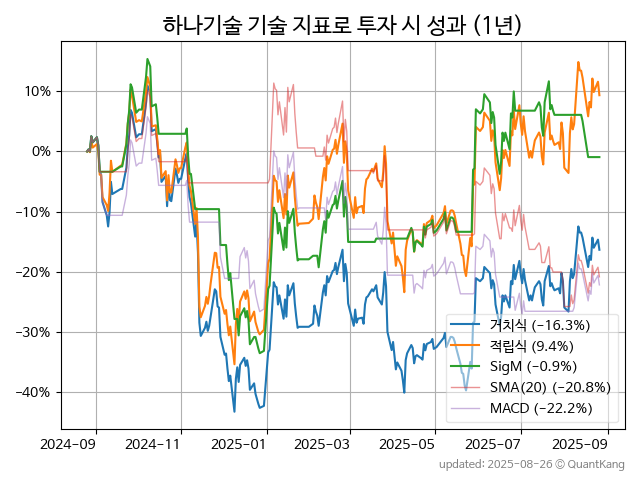 하나기술 기술 지표로 투자 시 성과 (1년)
10%
0%
−10%
−20%
−30%
−40%
거치식 (−16.3%)
적립식 (9.4%)
SigM (−0.9%)
SMA(20) (−20.8%)
MACD (−22.2%)
2024−09
2024−11
2025−01
2025−03
2025−05
2025−07
2025−09
updated: 2025−08−26 © QuantKang